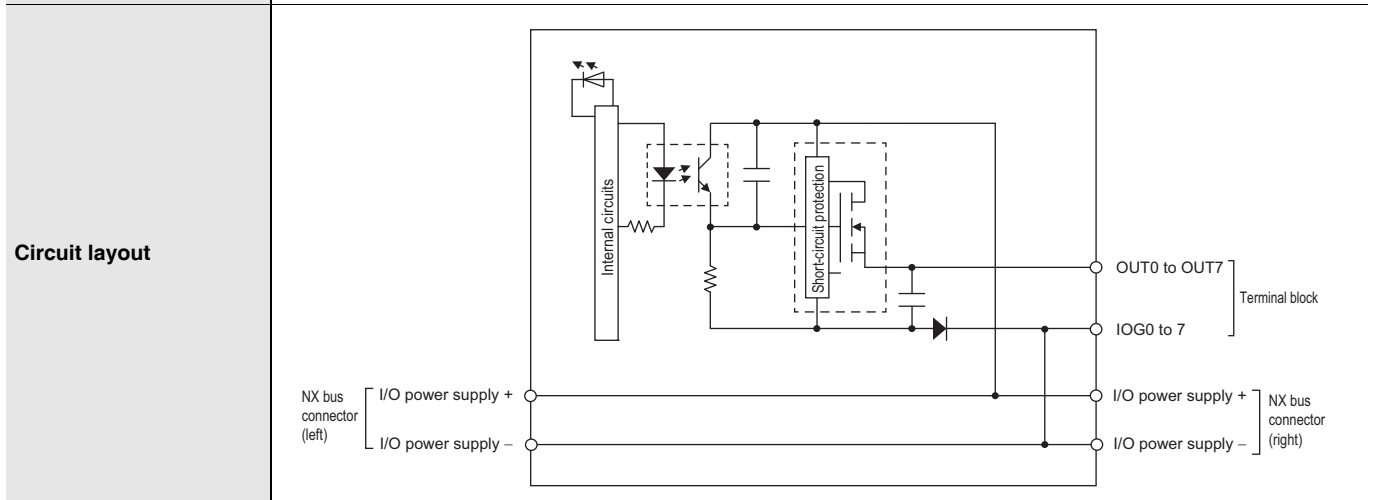 Circuit layout
Internal circuits
Short-circuit protection
OUT0 to OUT7
IOG0 to 7
Terminal block
NX bus
connector
(left)
I/O power supply +
I/O power supply –
I/O power supply +
I/O power supply –
NX bus
connector
(right)